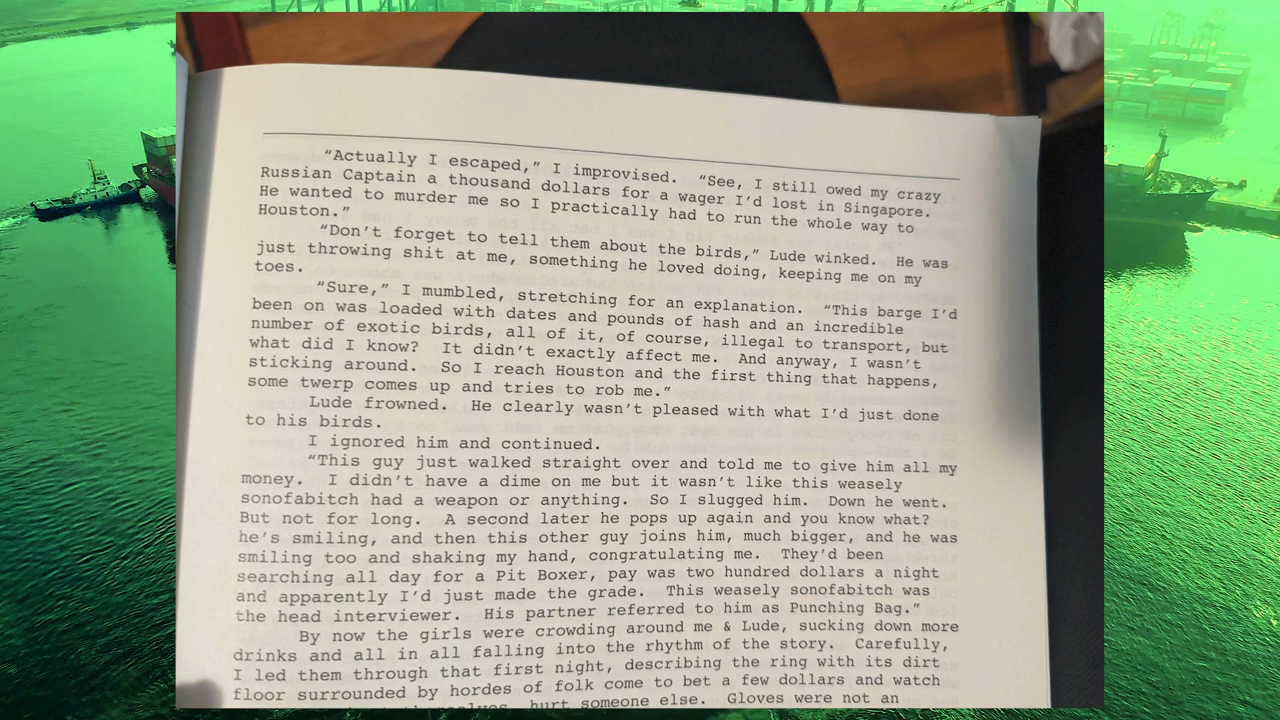 “Actually I escaped,” I improvised.  “See, I still owed my crazy
Russian Captain a thousand dollars for a wager I’d lost in Singapore.
He wanted to murder me so I practically had to run the whole way to
Houston.”
“Don’t forget to tell them about the birds,” Lude winked.  He was
just throwing shit at me, something he loved doing, keeping me on my
toes.
“Sure,” I mumbled, stretching for an explanation.  “This barge I’d
been on was loaded with dates and pounds of hash and an incredible
number of exotic birds, all of it, of course, illegal to transport, but
what did I know?  It didn’t exactly affect me.  And anyway, I wasn’t
sticking around.  So I reach Houston and the first thing that happens,
some twerp comes up and tries to rob me.”
Lude frowned.  He clearly wasn’t pleased with what I’d just done
to his birds.
I ignored him and continued.
“This guy just walked straight over and told me to give him all my
money.  I didn’t have a dime on me but it wasn’t like this weasely
sonofabitch had a weapon or anything.  So I slugged him.  Down he went.
But not for long.  A second later he pops up again and you know what?
he’s smiling, and then this other guy joins him, much bigger, and he was
smiling too and shaking my hand, congratulating me.  They’d been
searching all day for a Pit Boxer, pay was two hundred dollars a night
and apparently I’d just made the grade.  This weasely sonofabitch was
the head interviewer.  His partner referred to him as Punching Bag.”
By now the girls were crowding around me & Lude, sucking down more
drinks and all in all falling into the rhythm of the story.  Carefully,
I led them through that first night, describing the ring with its dirt
floor surrounded by hordes of folk come to bet a few dollars and watch
hurt someone else.  Gloves were not an